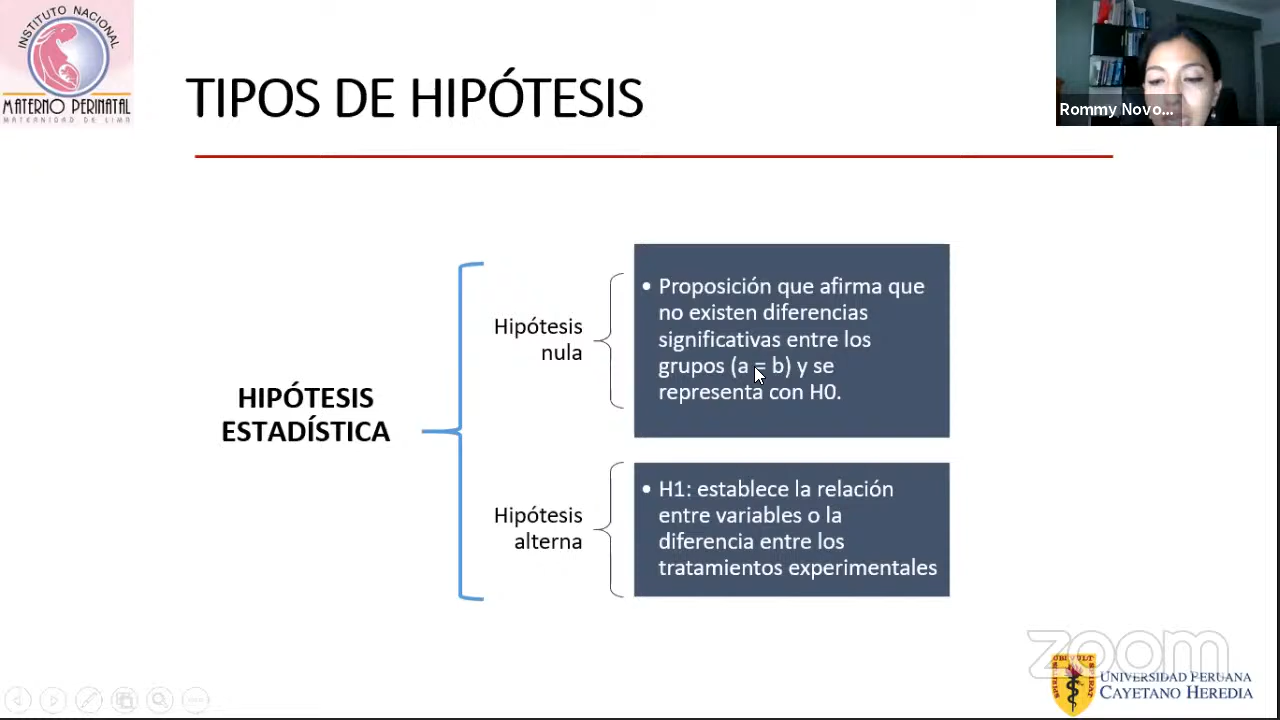 INSTITUTO NACIONAL
MATERNO PERINATAL
MATERNIDAD DE LIMA
TIPOS DE HIPÓTESIS
Rommy Novo...
HIPÓTESIS
ESTADÍSTICA
Hipótesis
nula
• Proposición que afirma que
no existen diferencias
significativas entre los
grupos (a = b) y se
representa con H0.
Hipótesis
alterna
• H1: establece la relación
entre variables o la
diferencia entre los
tratamientos experimentales
zoom
UNIVERSIDAD PERUANA
CAYETANO HEREDIA